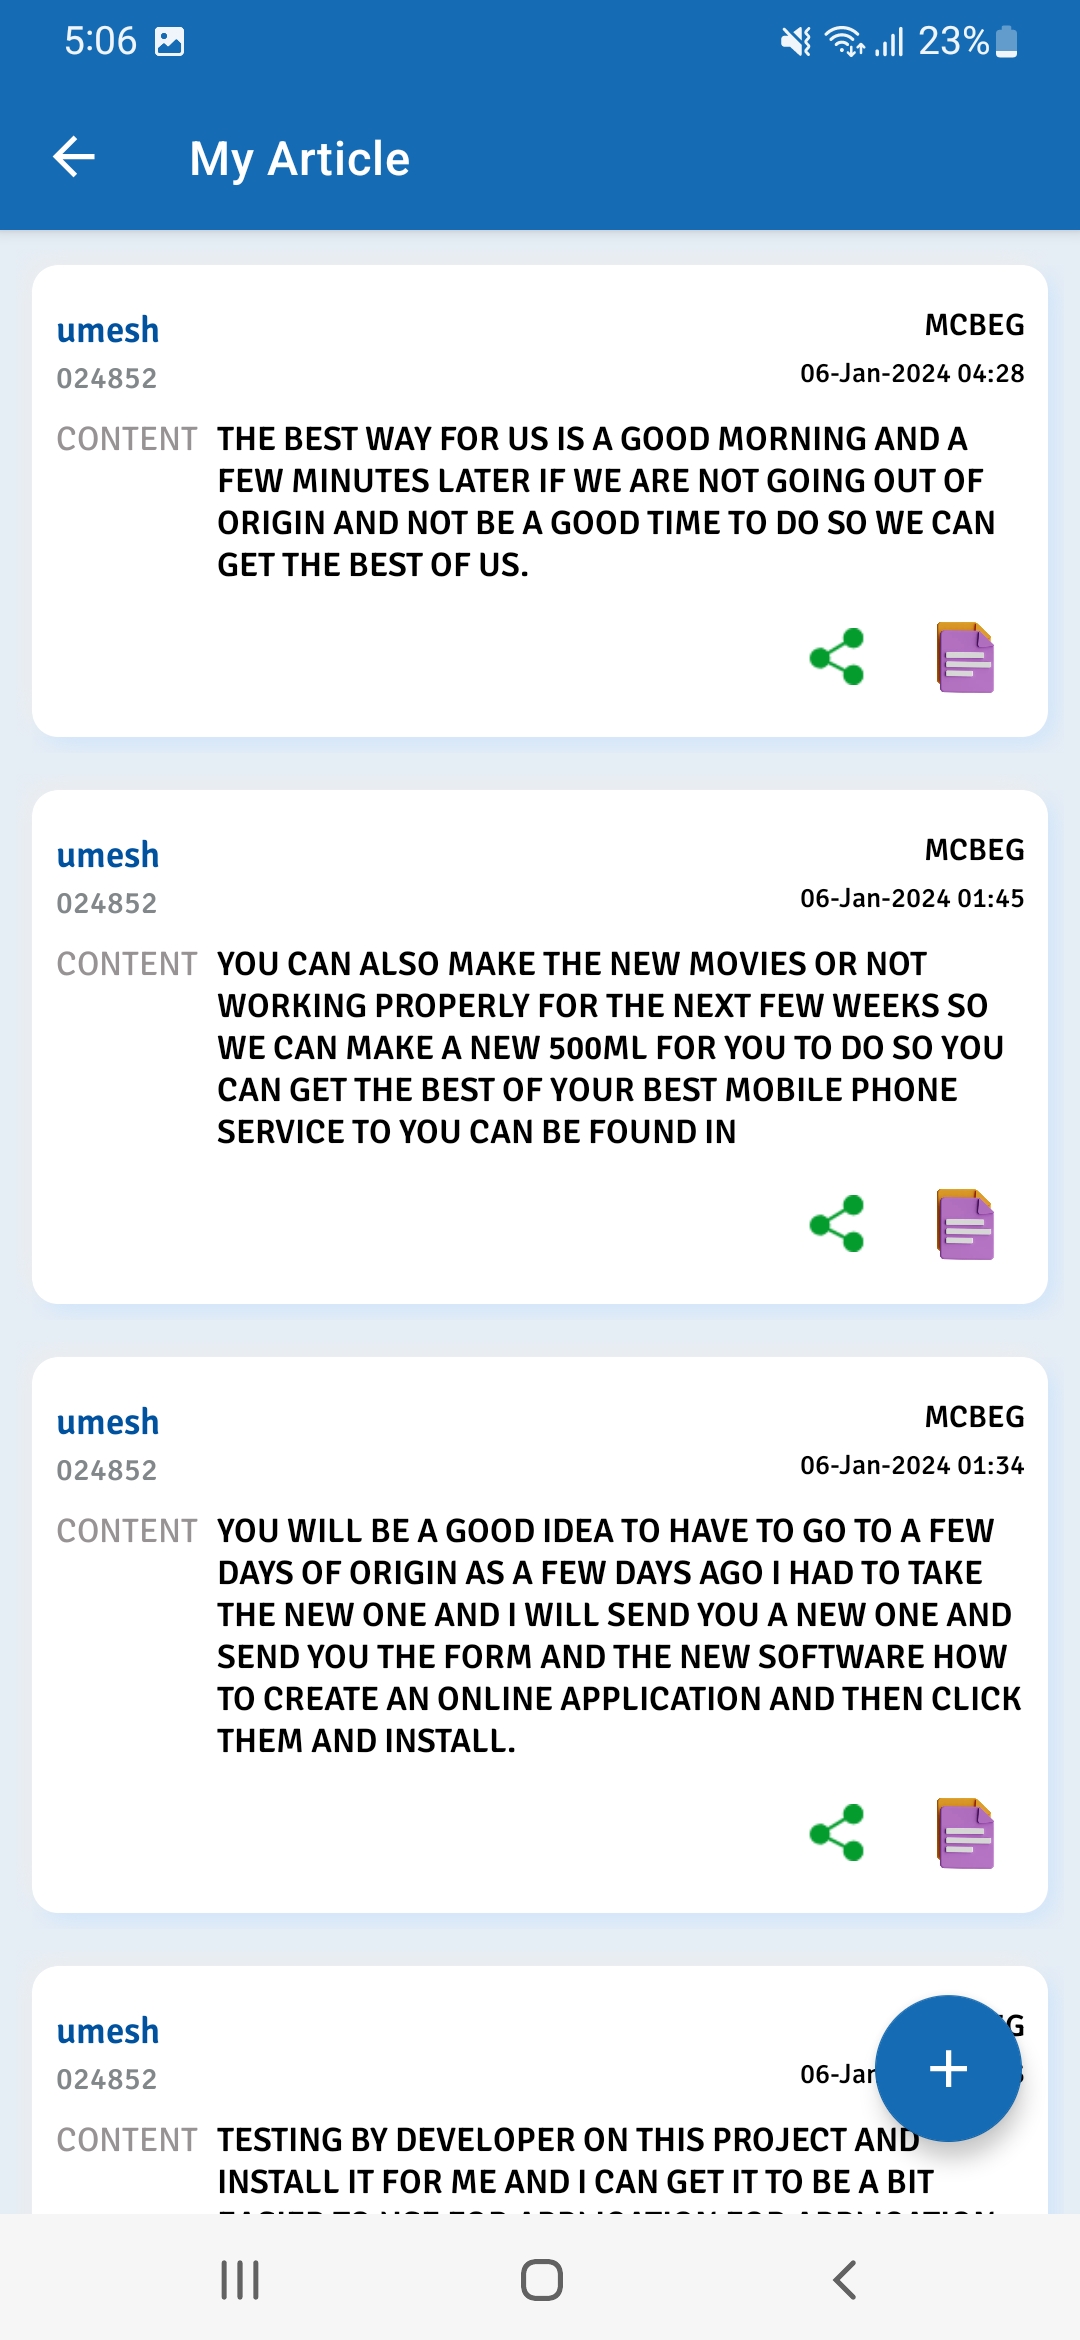 5:06
23%
My Article
umesh
MCBEG
024852
06-Jan-2024 04:28
CONTENT
THE BEST WAY FOR US IS A GOOD MORNING AND A
FEW MINUTES LATER IF WE ARE NOT GOING OUT OF
ORIGIN AND NOT BE A GOOD TIME TO DO SO WE CAN
GET THE BEST OF US.
umesh
MCBEG
024852
06-Jan-2024 01:45
CONTENT
YOU CAN ALSO MAKE THE NEW MOVIES OR NOT
WORKING PROPERLY FOR THE NEXT FEW WEEKS SO
WE CAN MAKE A NEW 500ML FOR YOU TO DO SO YOU
CAN GET THE BEST OF YOUR BEST MOBILE PHONE
SERVICE TO YOU CAN BE FOUND IN
umesh
MCBEG
024852
06-Jan-2024 01:34
CONTENT
YOU WILL BE A GOOD IDEA TO HAVE TO GO TO A FEW
DAYS OF ORIGIN AS A FEW DAYS AGO I HAD TO TAKE
THE NEW ONE AND I WILL SEND YOU A NEW ONE AND
SEND YOU THE FORM AND THE NEW SOFTWARE HOW
TO CREATE AN ONLINE APPLICATION AND THEN CLICK
THEM AND INSTALL.
umesh
024852
CONTENT
TESTING BY DEVELOPER ON THIS PROJECT AND
INSTALL IT FOR ME AND I CAN GET IT TO BE A BIT
EASIER TO USE FOR APPLICATION FOR APPLICATION